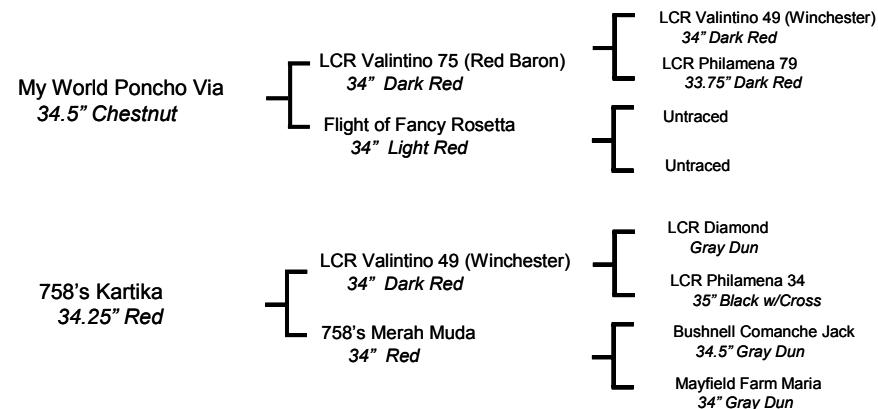 My World Poncho Via
34.5” Chestnut
LCR Valintino 75 (Red Baron)
34” Dark Red
Flight of Fancy Rosetta
34” Light Red
LCR Valintino 49 (Winchester)
34” Dark Red
LCR Philamena 79
33.75” Dark Red
Untraced
Untraced
758’s Kartika
34.25” Red
LCR Valintino 49 (Winchester)
34” Dark Red
758’s Merah Muda
34” Red
LCR Diamond
Gray Dun
LCR Philamena 34
35” Black w/Cross
Bushnell Comanche Jack
34.5” Gray Dun
Mayfield Farm Maria
34” Gray Dun